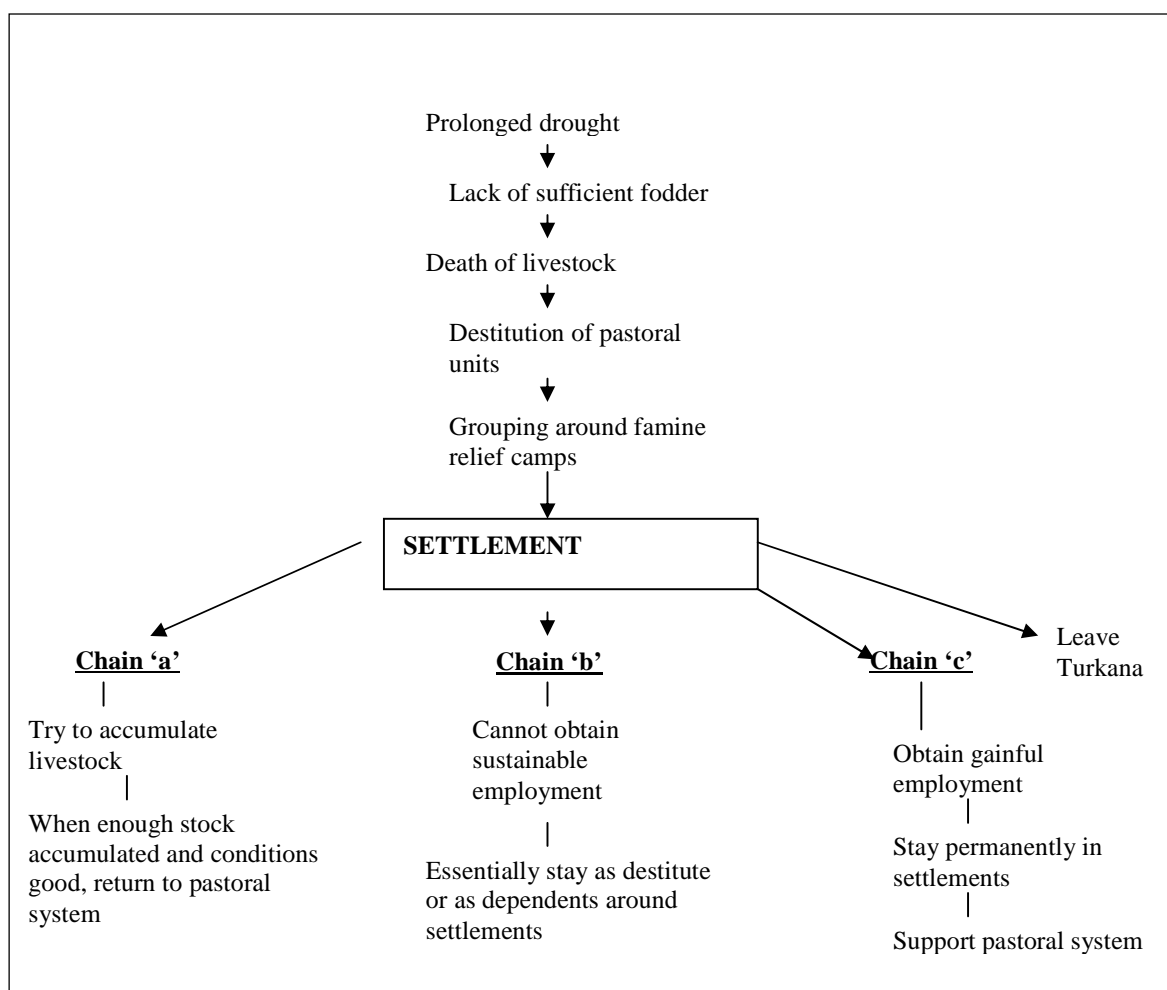 Prolonged drought
Lack of sufficient fodder
Death of livestock
Destitution of pastoral
units
Grouping around famine
relief camps
SETTLEMENT
Chain ‘a’
Try to accumulate
livestock
When enough stock
accumulated and conditions
good, return to pastoral
system
Chain ‘b’
Cannot obtain
sustainable
employment
Essentially stay as destitute
or as dependents around
settlements
Chain ‘c’
Obtain gainful
employment
Stay permanently in
settlements
Support pastoral system
Leave
Turkana